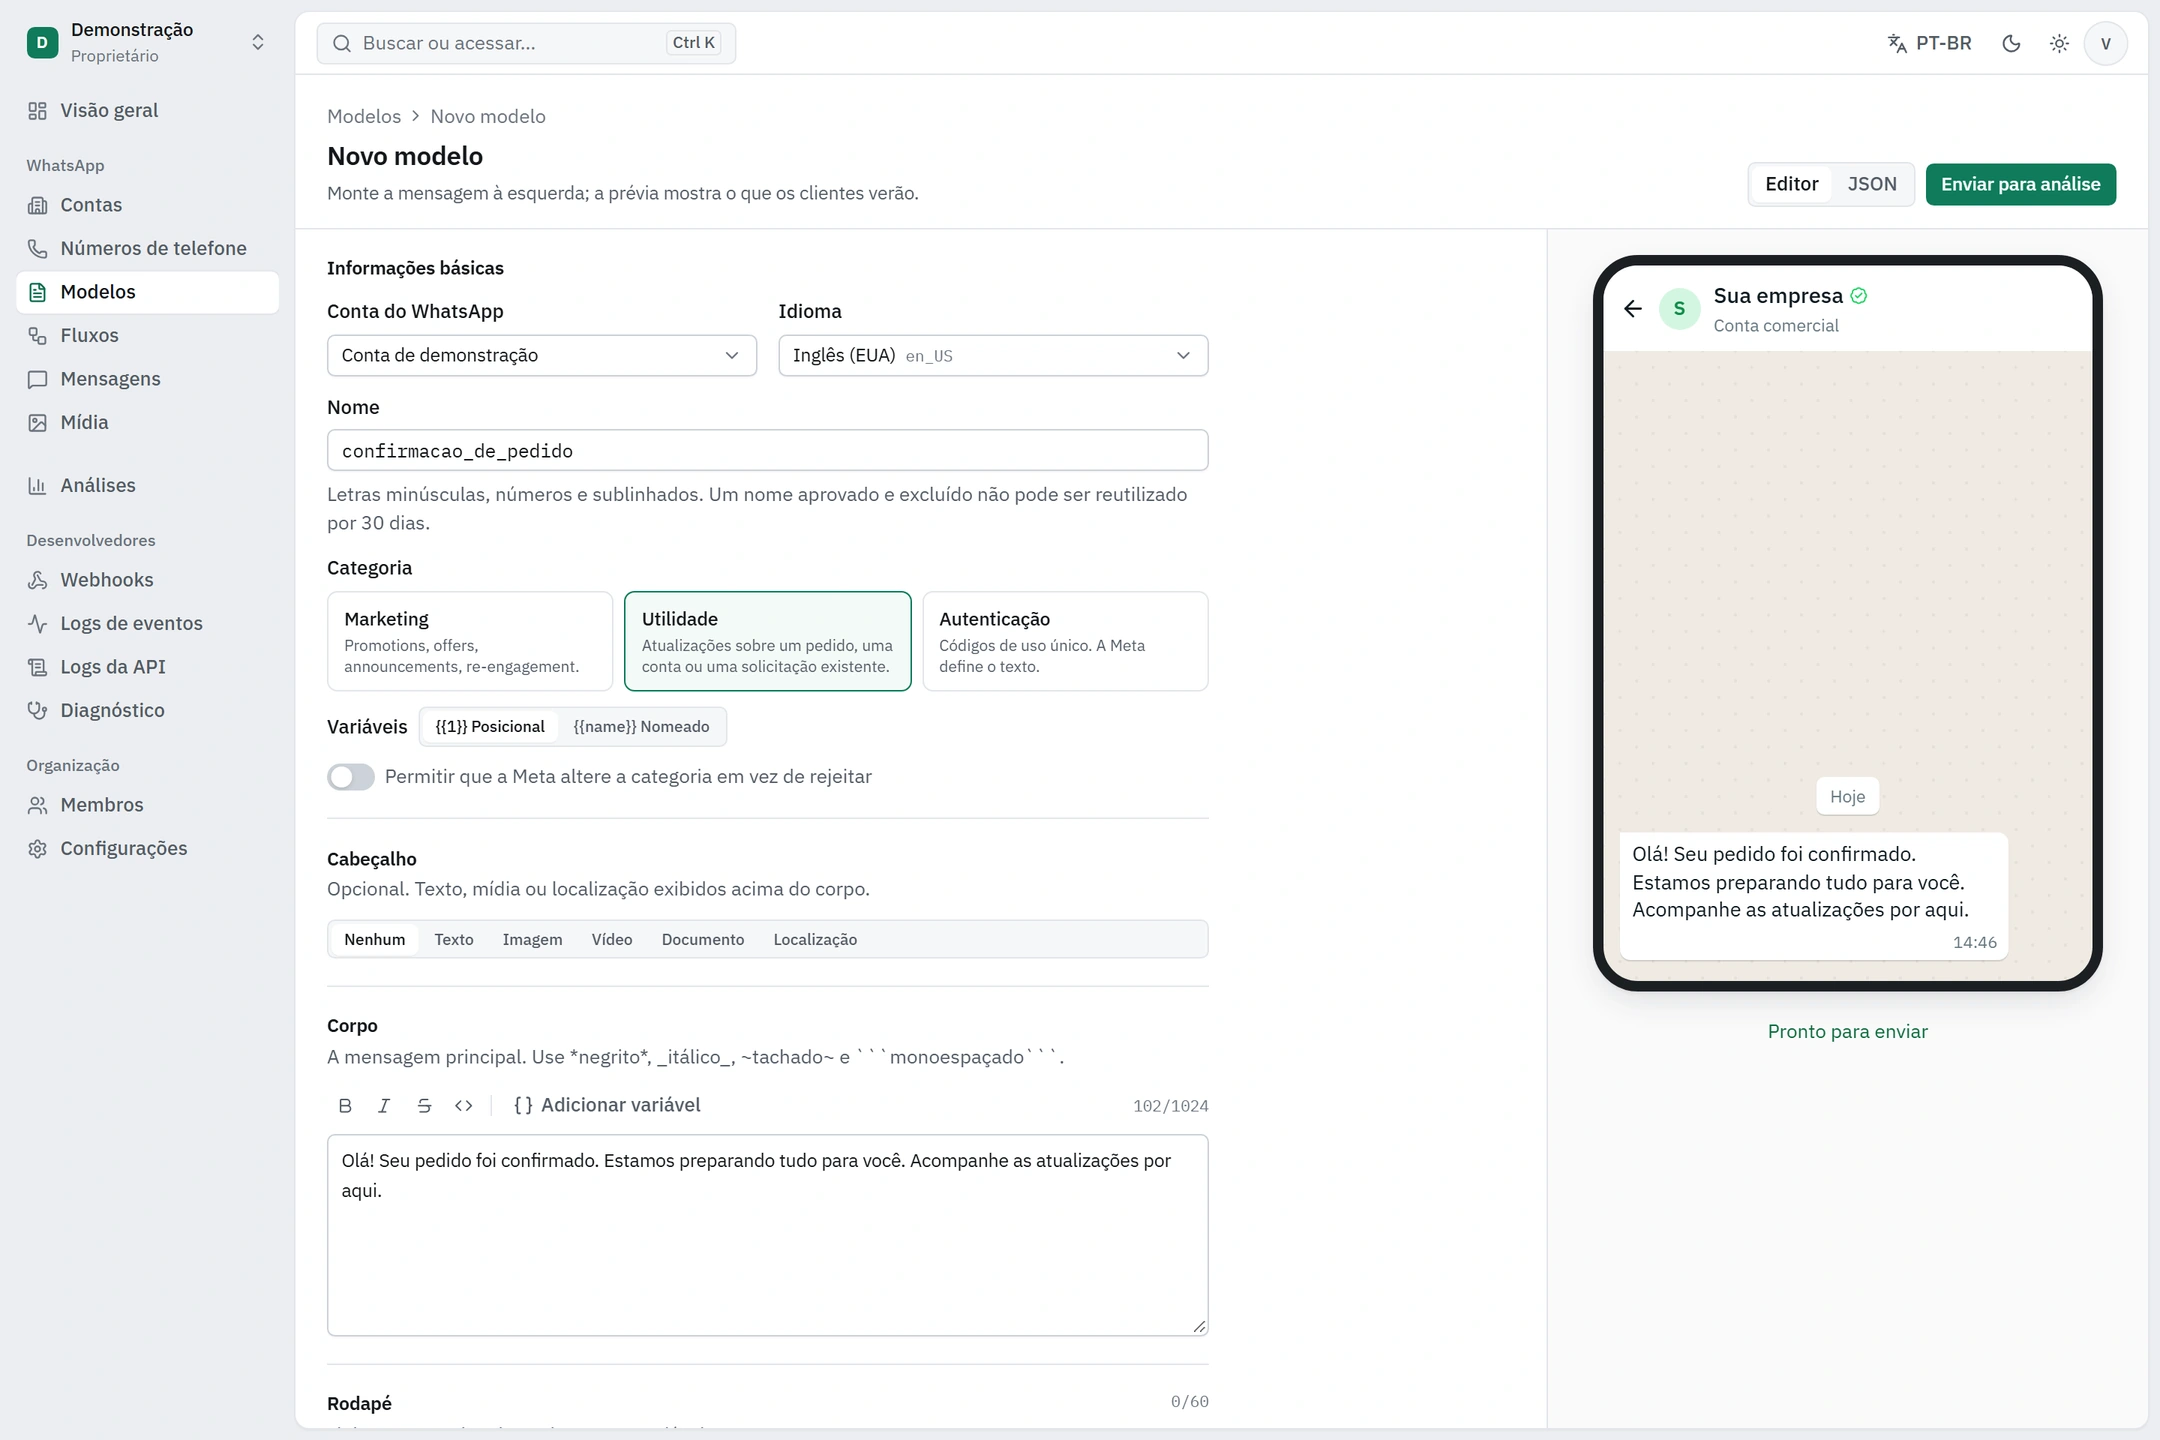 D
Demonstração
Proprietário
Visão geral
WhatsApp
Contas
Números de telefone
Modelos
Fluxos
Mensagens
Mídia
Análises
Desenvolvedores
Webhooks
Logs de eventos
Logs da API
Diagnóstico
Organização
Membros
Configurações
Buscar ou acessar...
Ctrl K
PT-BR
V
Modelos
Novo modelo
Novo modelo
Monte a mensagem à esquerda; a prévia mostra o que os clientes verão.
Editor
JSON
Enviar para análise
Informações básicas
Conta do WhatsApp
Conta de demonstração
Idioma
Inglês (EUA) en_US
Nome
confirmacao_de_pedido
Letras minúsculas, números e sublinhados. Um nome aprovado e excluído não pode ser reutilizado
por 30 dias.
Categoria
Marketing
Promotions, offers,
announcements, re-engagement.
Utilidade
Atualizações sobre um pedido, uma
conta ou uma solicitação existente.
Autenticação
Códigos de uso único. A Meta
define o texto.
Variáveis
{{1}} Posicional
{{name}} Nomeado
Permitir que a Meta altere a categoria em vez de rejeitar
Cabeçalho
Opcional. Texto, mídia ou localização exibidos acima do corpo.
Nenhum
Texto
Imagem
Vídeo
Documento
Localização
Corpo
A mensagem principal. Use *negrito*, _itálico_, ~tachado~ e ```monoespaçado```.
B
I
S
<>
{} Adicionar variável
102/1024
Olá! Seu pedido foi confirmado. Estamos preparando tudo para você. Acompanhe as atualizações por
aqui.
Rodapé
0/60
S
Sua empresa
Conta comercial
Hoje
Olá! Seu pedido foi confirmado.
Estamos preparando tudo para você.
Acompanhe as atualizações por aqui.
14:46
Pronto para enviar